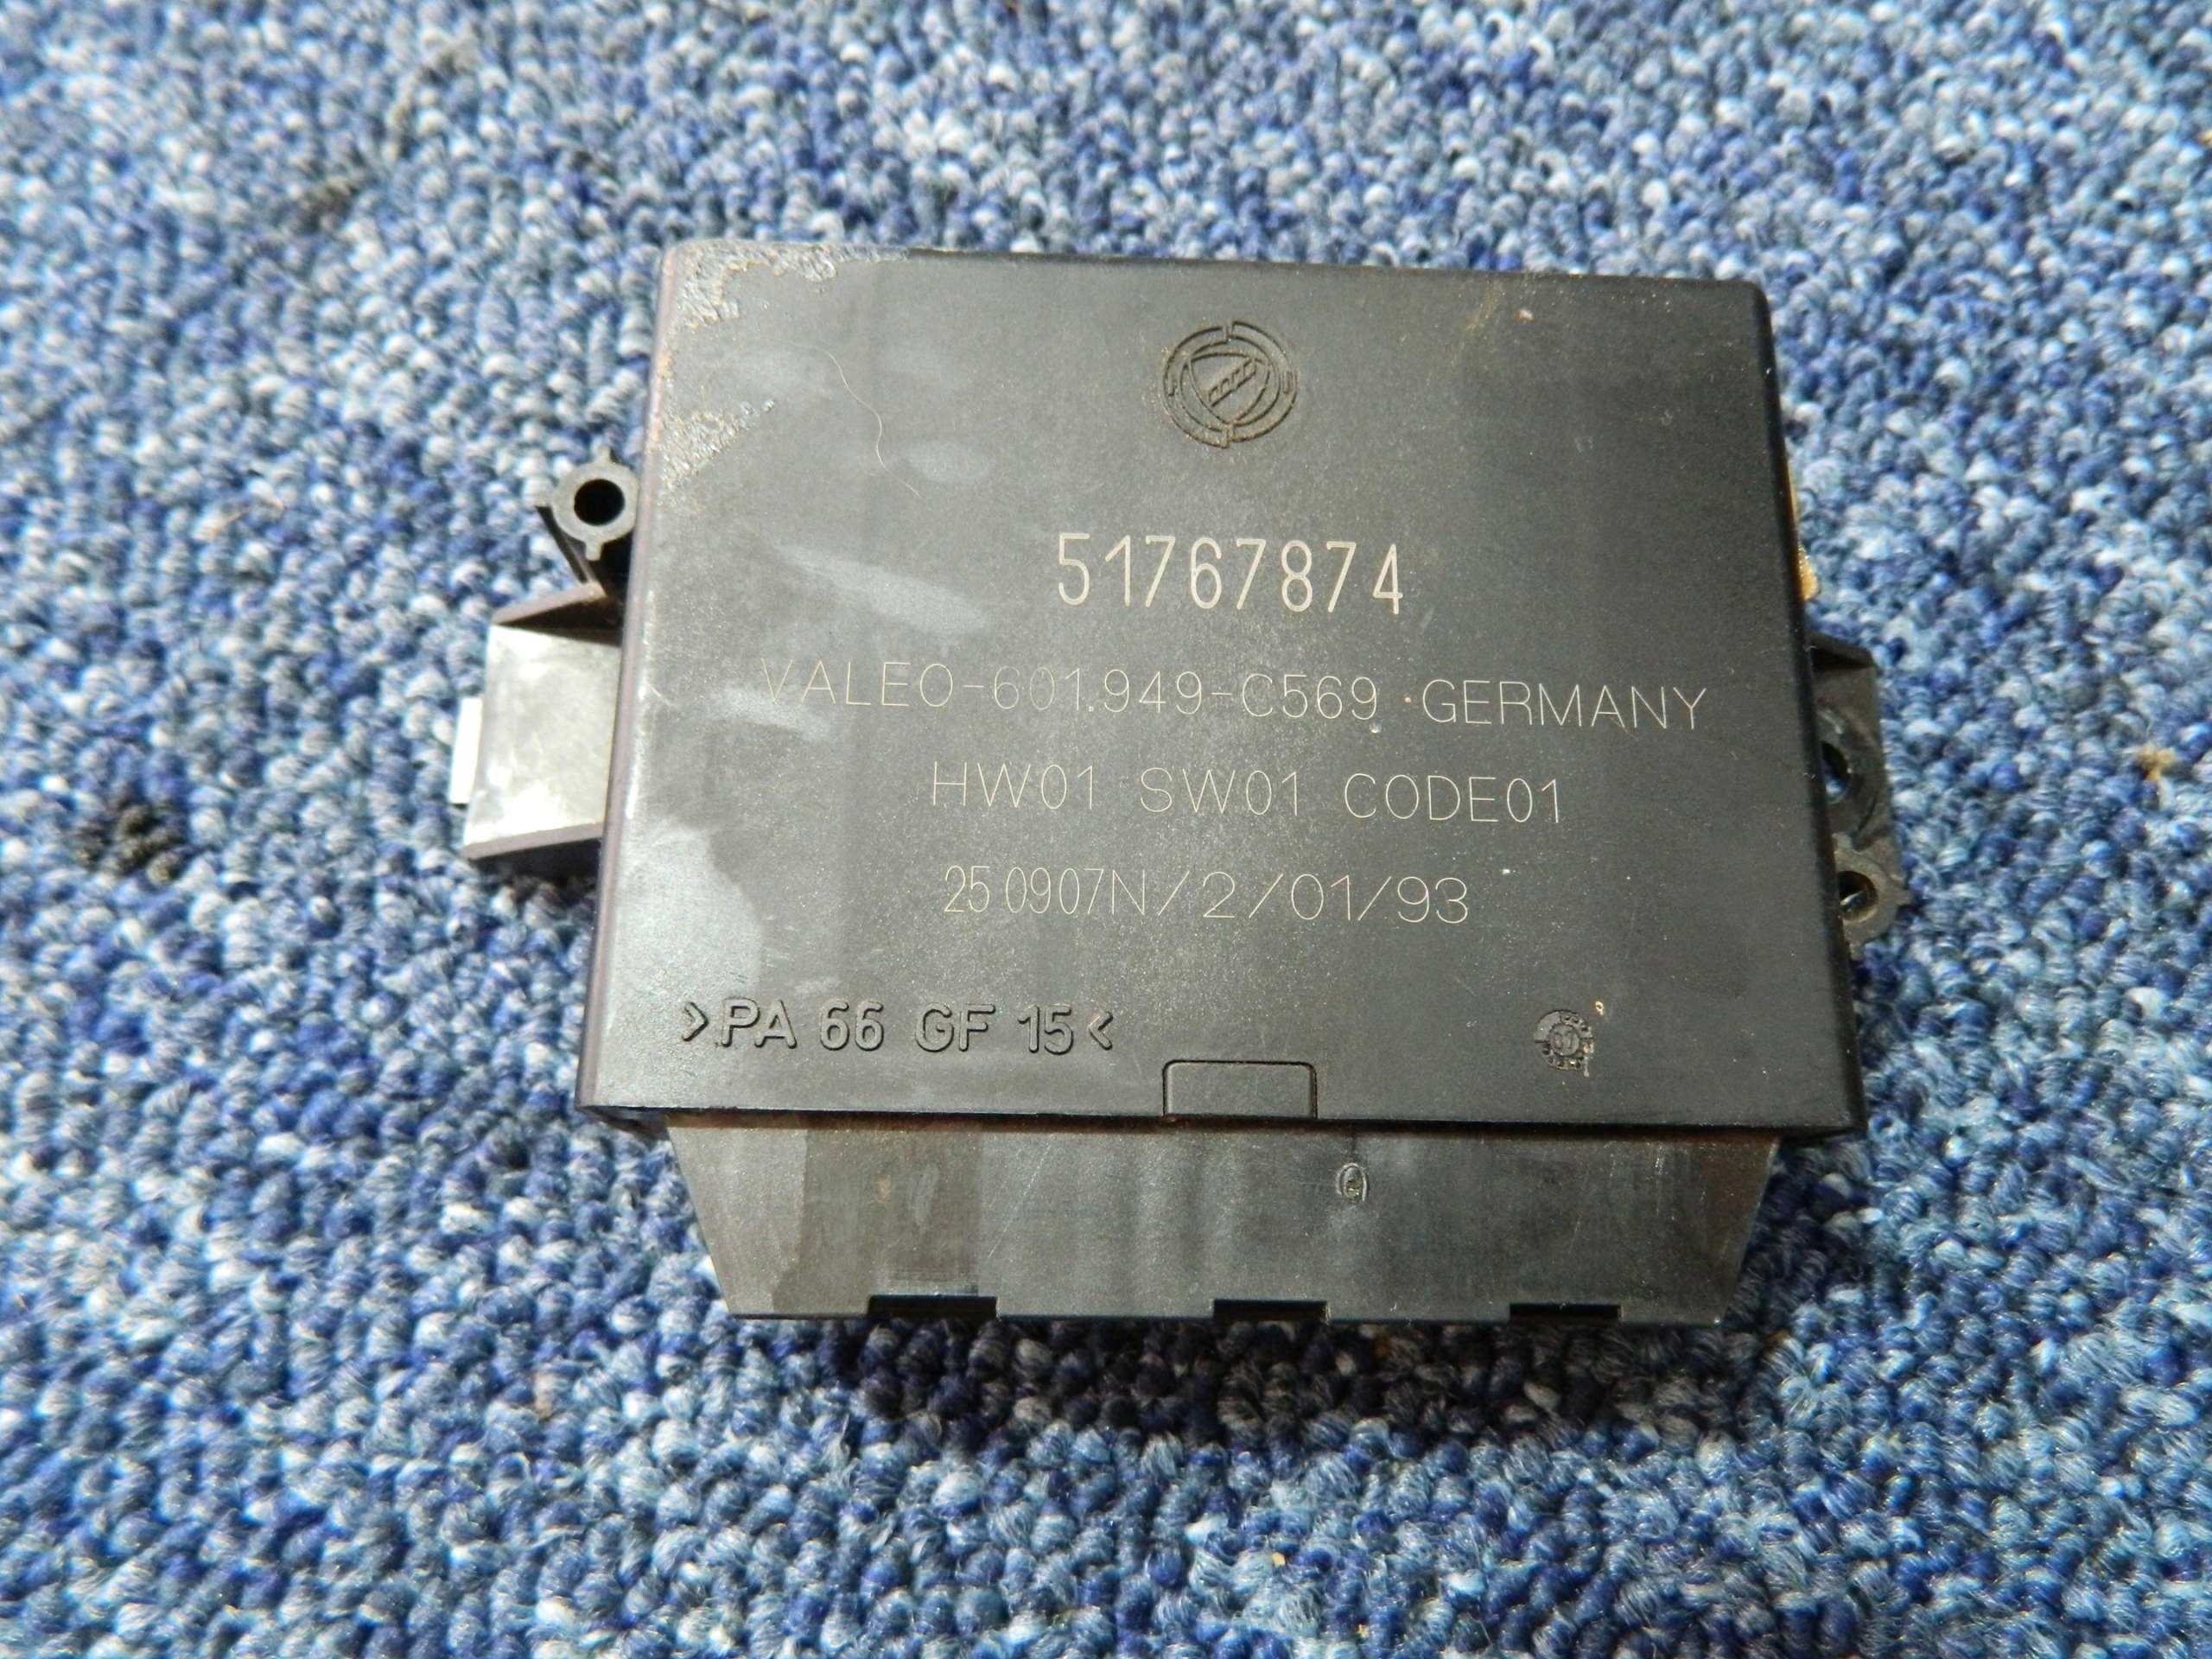 51767874
VALEO-601.949-C569 GERMANY
HW01 SW01 CODE01
25 0907N/2/01/93
>PA 66 GF 15<